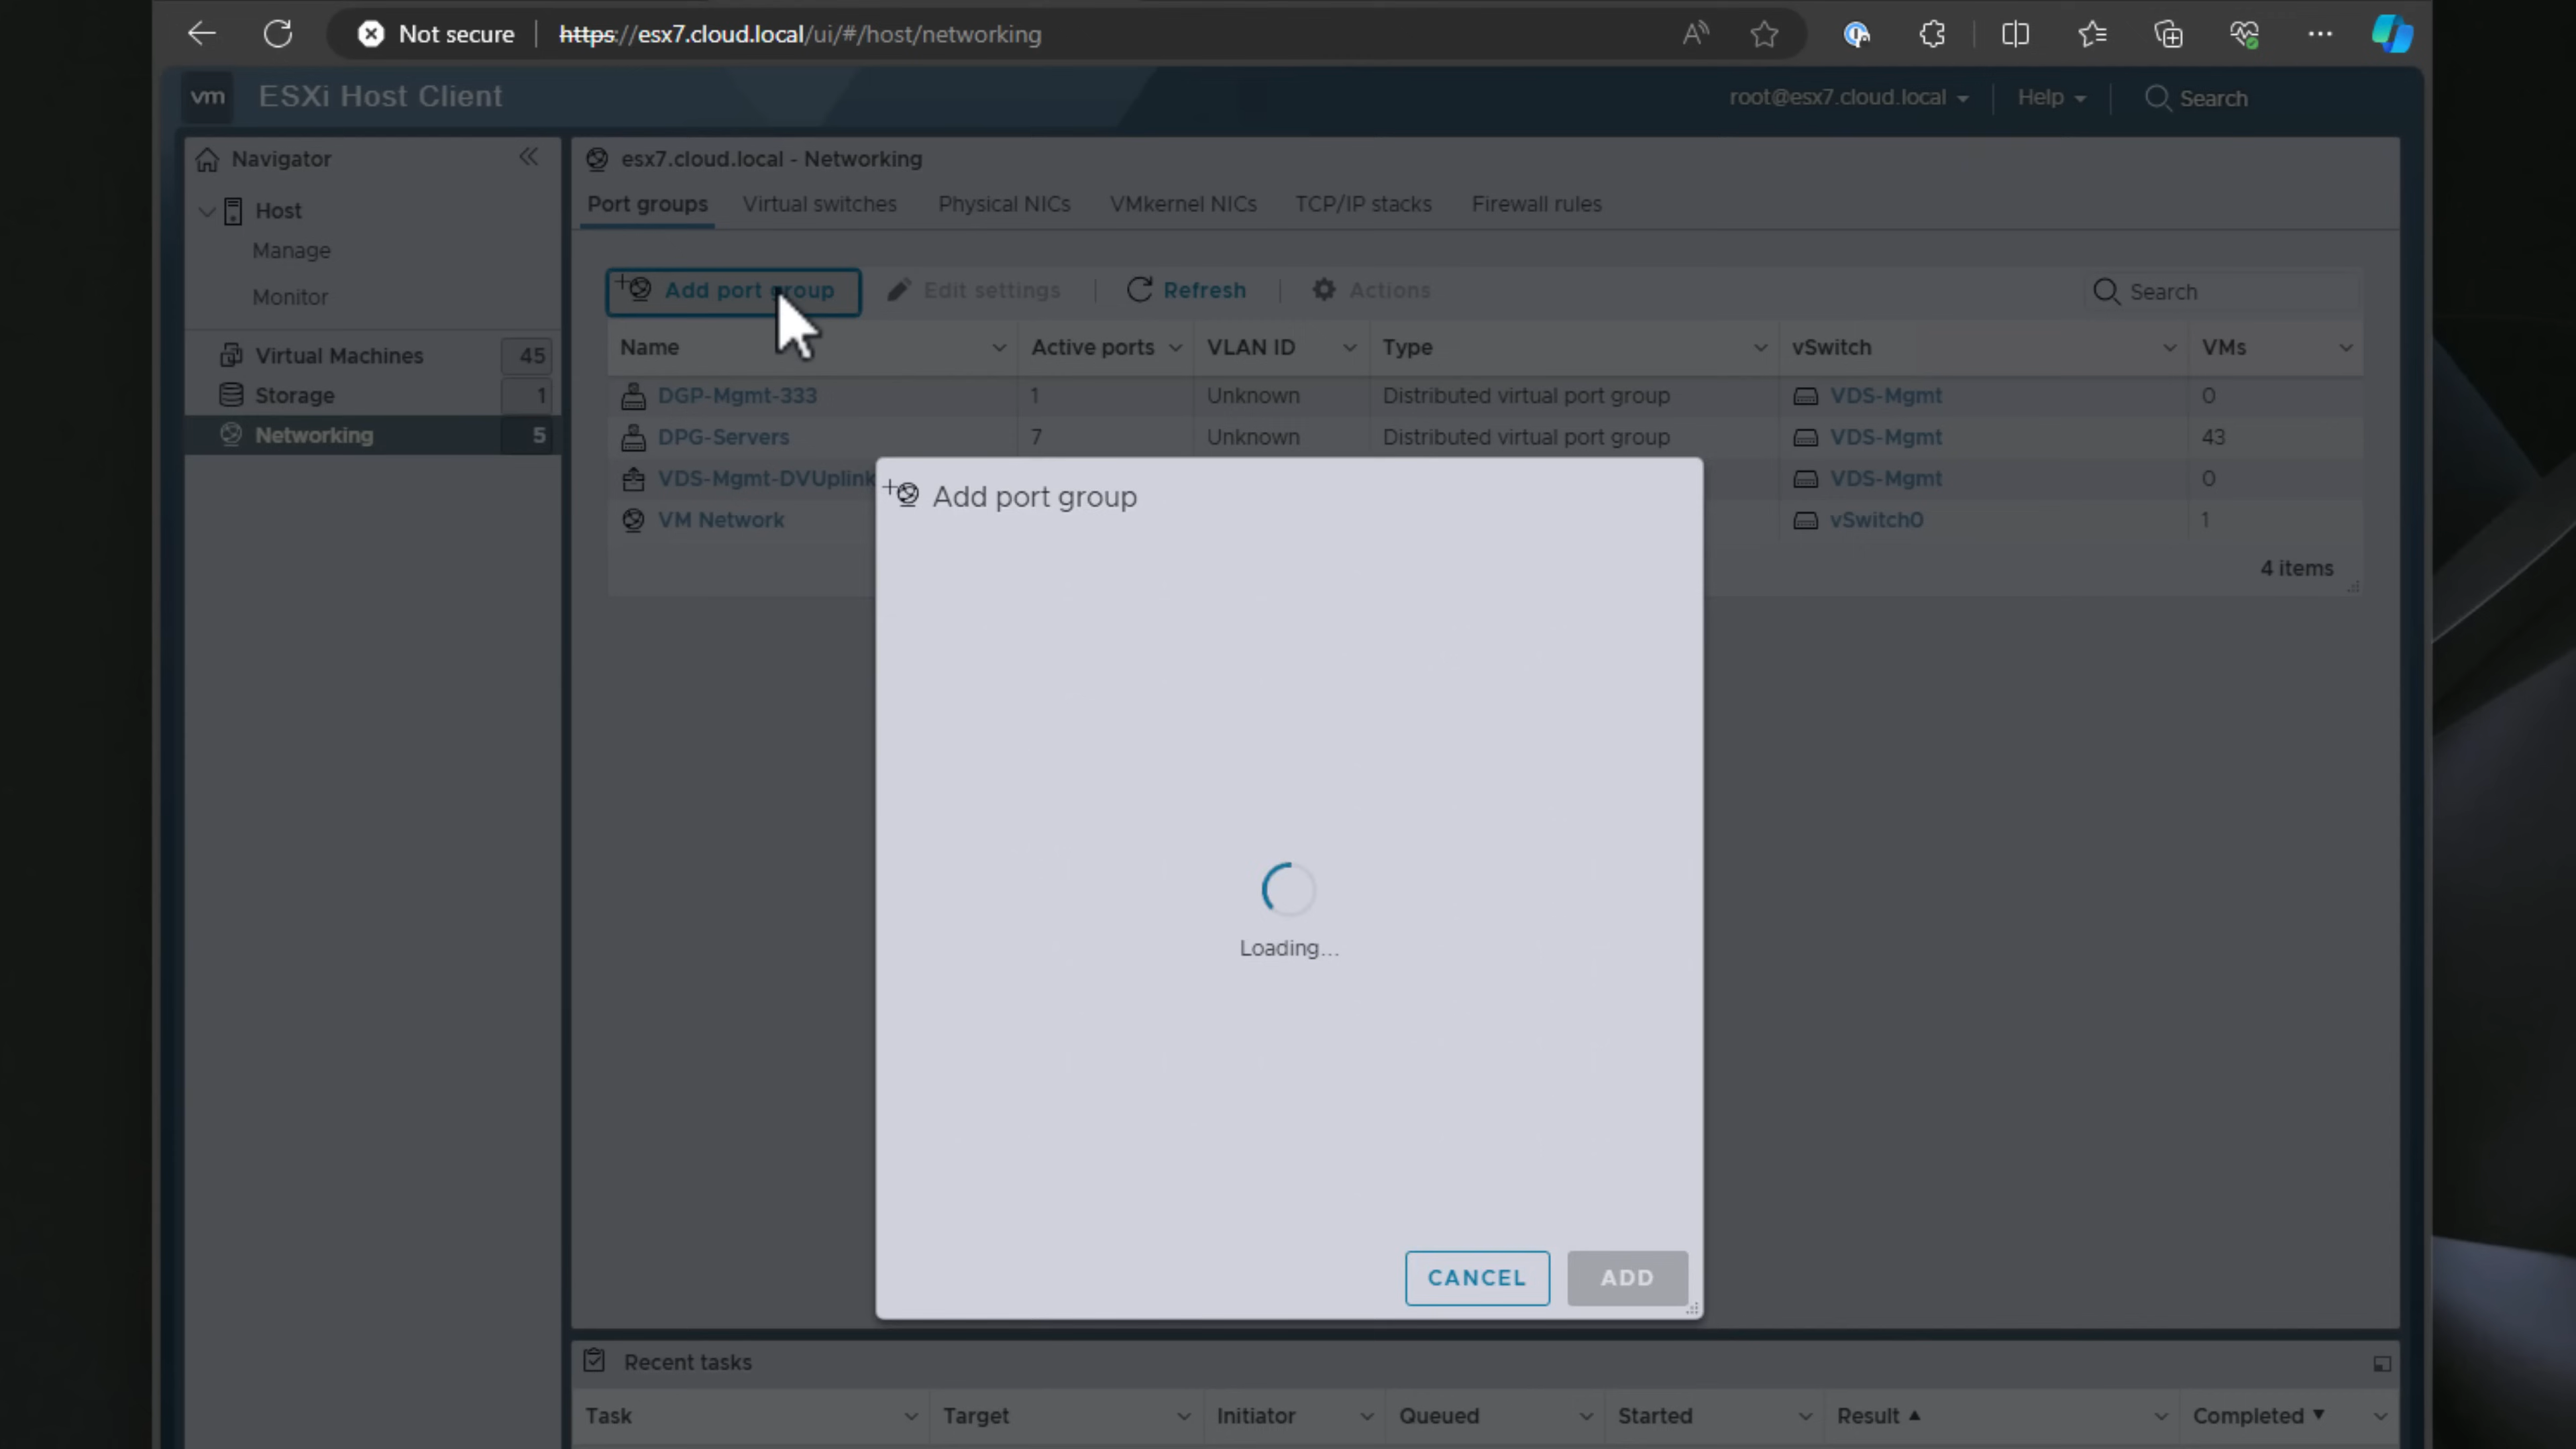 Not secure https://esx7.cloud.local/ui/#/host/networking
vm ESXi Host Client root@esx7.cloud.local Help Search
Navigator
Host
Manage
Monitor
Virtual Machines 45
Storage 1
Networking 5
esx7.cloud.local - Networking
Port groups Virtual switches Physical NICs VMkernel NICs TCP/IP stacks Firewall rules
Add port group Edit settings Refresh Actions Search
Name Active ports VLAN ID Type vSwitch VMs
DGP-Mgmt-333 1 Unknown Distributed virtual port group VDS-Mgmt 0
DPG-Servers 7 Unknown Distributed virtual port group VDS-Mgmt 43
VDS-Mgmt-DVUplink VDS-Mgmt 0
VM Network vSwitch0 1
4 items
Add port group
Loading...
CANCEL ADD
Recent tasks
Task Target Initiator Queued Started Result Completed